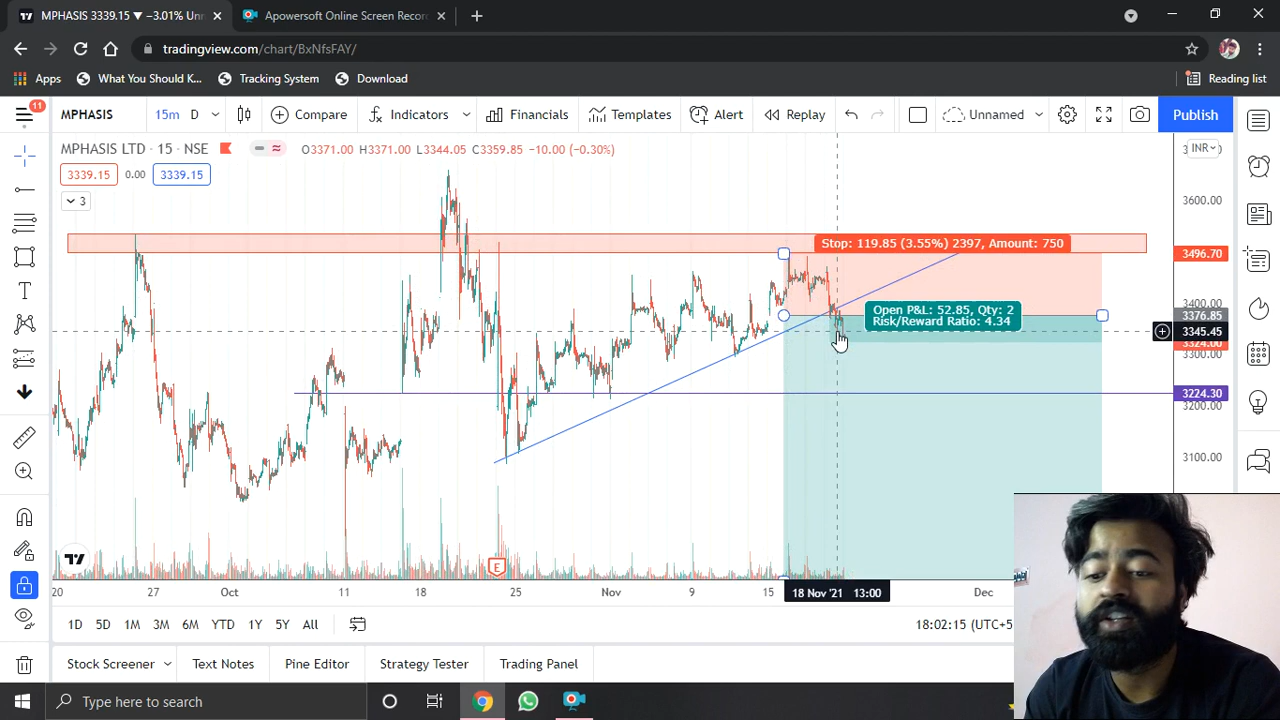 MPHASIS 3339.15 ▼ −3.01% Unr
Apowersoft Online Screen Recor
tradingview.com/chart/BxNfsFAY/
Apps
What You Should K...
Tracking System
Download
Reading list
11
MPHASIS
15m
D
Compare
Indicators
Financials
Templates
Alert
Replay
Unnamed
Publish
MPHASIS LTD · 15 · NSE
O3371.00 H3371.00 L3344.05 C3359.85 −10.00 (−0.30%)
INR
3339.15
0.00
3339.15
3
3600.00
Stop: 119.85 (3.55%) 2397, Amount: 750
3496.70
3400.00
Open P&L: 52.85, Qty: 2
Risk/Reward Ratio: 4.34
3376.85
3345.45
3324.00
3300.00
3224.30
3200.00
3100.00
E
20
27
Oct
11
18
25
Nov
9
15
18 Nov '21 13:00
Dec
1D
5D
1M
3M
6M
YTD
1Y
5Y
All
18:02:15 (UTC+5
Stock Screener
Text Notes
Pine Editor
Strategy Tester
Trading Panel
Type here to search